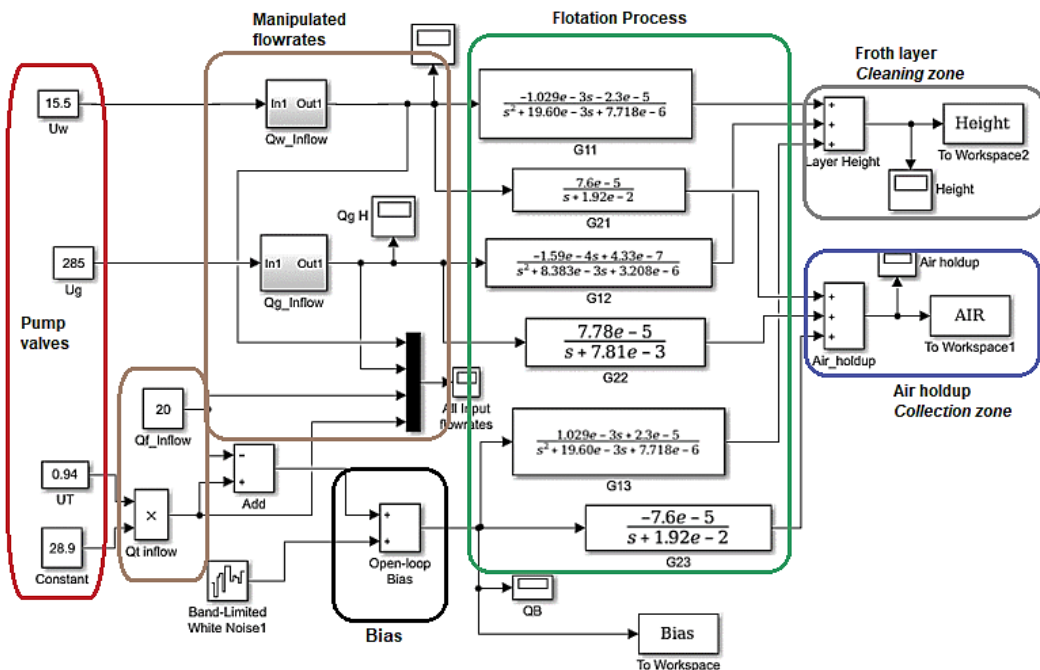 Manipulated
flowrates
Flotation Process
Froth layer
Cleaning zone
15.5
Uw
In1 Out1
Qw_Inflow
-1.029e - 3s - 2.3e - 5
s² + 19.60e - 3s + 7.718e - 6
G11
+
+
+
Layer Height
Height
To Workspace2
Height
7.6e - 5
s + 1.92e - 2
G21
Qg H
285
Ug
In1 Out1
Qg_Inflow
-1.59e - 4s + 4.33e - 7
s² + 8.383e - 3s + 3.208e - 6
G12
Air holdup
+
+
+
Air_holdup
AIR
To Workspace1
Pump
valves
7.78e - 5
s + 7.81e - 3
G22
Air holdup
Collection zone
All Input
flowrates
20
Qf_Inflow
1.029e - 3s + 2.3e - 5
s² + 19.60e - 3s + 7.718e - 6
G13
0.94
UT
-
+
Add
×
Qt inflow
28.9
Constant
+
+
Open-loop
Bias
-7.6e - 5
s + 1.92e - 2
G23
Band-Limited
White Noise1
Bias
QB
Bias
To Workspace